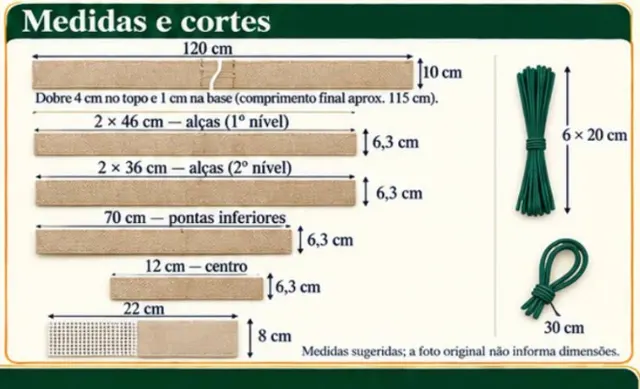 Medidas e cortes
120 cm
10 cm
Dobre 4 cm no topo e 1 cm na base (comprimento final aprox. 115 cm).
2 × 46 cm — alças (1º nível)
6,3 cm
2 × 36 cm — alças (2º nível)
6,3 cm
70 cm — pontas inferiores
6,3 cm
12 cm — centro
6,3 cm
22 cm
8 cm
6 × 20 cm
30 cm
Medidas sugeridas; a foto original não informa dimensões.